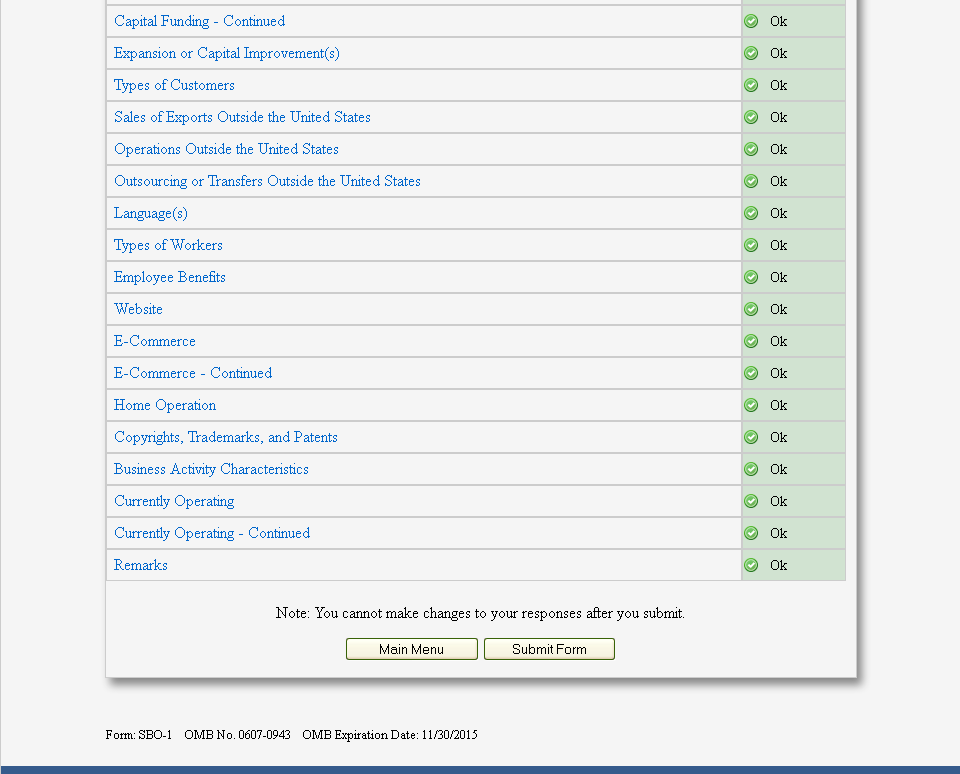 Capital Funding - Continued Ok
Expansion or Capital Improvement(s) Ok
Types of Customers Ok
Sales of Exports Outside the United States Ok
Operations Outside the United States Ok
Outsourcing or Transfers Outside the United States Ok
Language(s) Ok
Types of Workers Ok
Employee Benefits Ok
Website Ok
E-Commerce Ok
E-Commerce - Continued Ok
Home Operation Ok
Copyrights, Trademarks, and Patents Ok
Business Activity Characteristics Ok
Currently Operating Ok
Currently Operating - Continued Ok
Remarks Ok
Note: You cannot make changes to your responses after you submit.
Main Menu Submit Form
Form: SBO-1 OMB No. 0607-0943 OMB Expiration Date: 11/30/2015